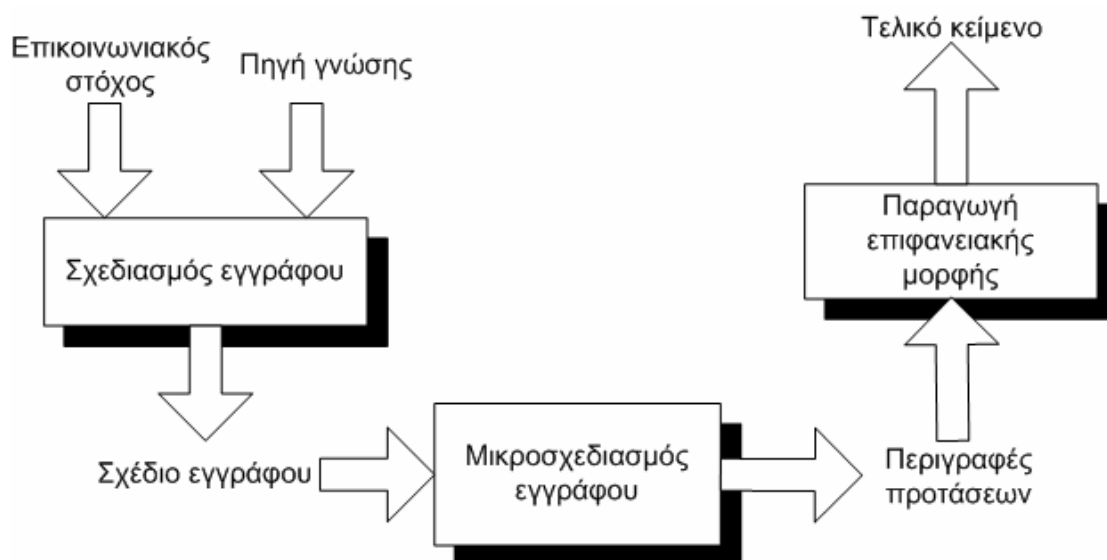 Επικοινωνιακός
στόχος
Πηγή γνώσης
Σχεδιασμός εγγράφου
Σχέδιο εγγράφου
Μικροσχεδιασμός
εγγράφου
Περιγραφές
προτάσεων
Παραγωγή
επιφανειακής
μορφής
Τελικό κείμενο